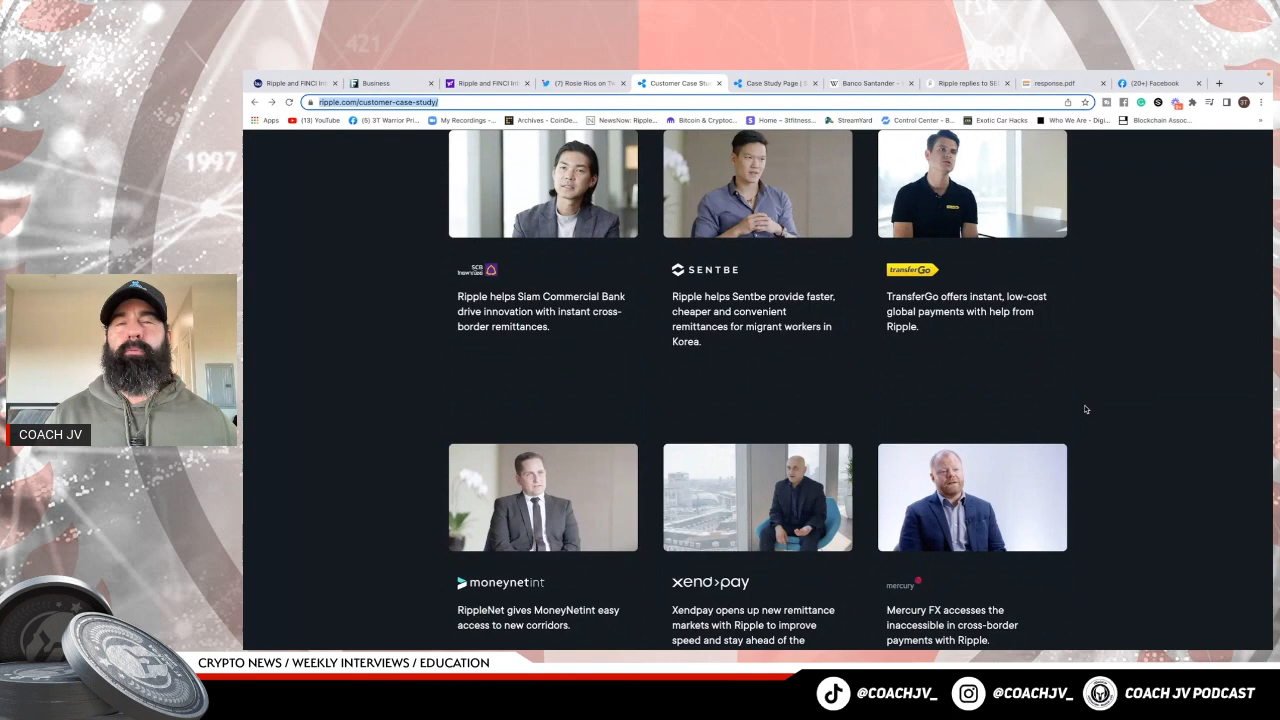 421
1997
Ripple and FINCI Int
Business
Ripple and FINCI Int
(7) Rosie Rios on Tw
Customer Case Stu
Case Study Page | S
Banco Santander -
Ripple replies to SE
response.pdf
(20+) Facebook
ripple.com/customer-case-study/
Apps
(13) YouTube
(5) 3T Warrior Pri...
My Recordings -...
Archives - CoinDe...
NewsNow: Ripple...
Bitcoin & Cryptoc...
Home – 3tfitness...
StreamYard
Control Center - B...
Exotic Car Hacks
Who We Are - Digi...
Blockchain Assoc...
»
SCB
SENTBE
transferGo
Ripple helps Siam Commercial Bank
drive innovation with instant cross-
border remittances.
Ripple helps Sentbe provide faster,
cheaper and convenient
remittances for migrant workers in
Korea.
TransferGo offers instant, low-cost
global payments with help from
Ripple.
COACH JV
moneynetint
xend>pay
mercury
RippleNet gives MoneyNetint easy
access to new corridors.
Xendpay opens up new remittance
markets with Ripple to improve
speed and stay ahead of the
Mercury FX accesses the
inaccessible in cross-border
payments with Ripple.
CRYPTO NEWS / WEEKLY INTERVIEWS / EDUCATION
@COACHJV_
@COACHJV_
COACH JV PODCAST